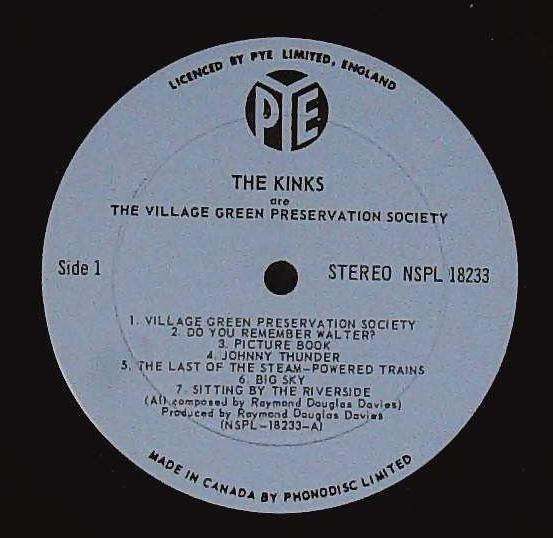 LICENCED BY PYE LIMITED, ENGLAND
PYE
THE KINKS
are
THE VILLAGE GREEN PRESERVATION SOCIETY
Side 1
STEREO NSPL 18233
1. VILLAGE GREEN PRESERVATION SOCIETY
2. DO YOU REMEMBER WALTER?
3. PICTURE BOOK
4. JOHNNY THUNDER
5. THE LAST OF THE STEAM-POWERED TRAINS
6. BIG SKY
7. SITTING BY THE RIVERSIDE
(All composed by Raymond Douglas Davies)
Produced by Raymond Douglas Davies
(NSPL-18233-A)
MADE IN CANADA BY PHONODISC LIMITED